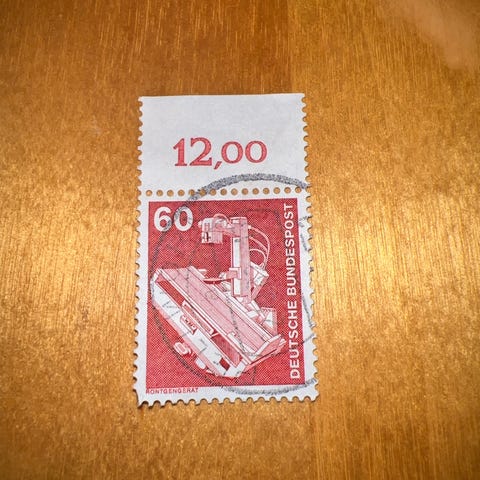 12,00
60
DEUTSCHE BUNDESPOST
RÖNTGENGERÄT